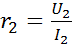 r₂ = U₂/I₂